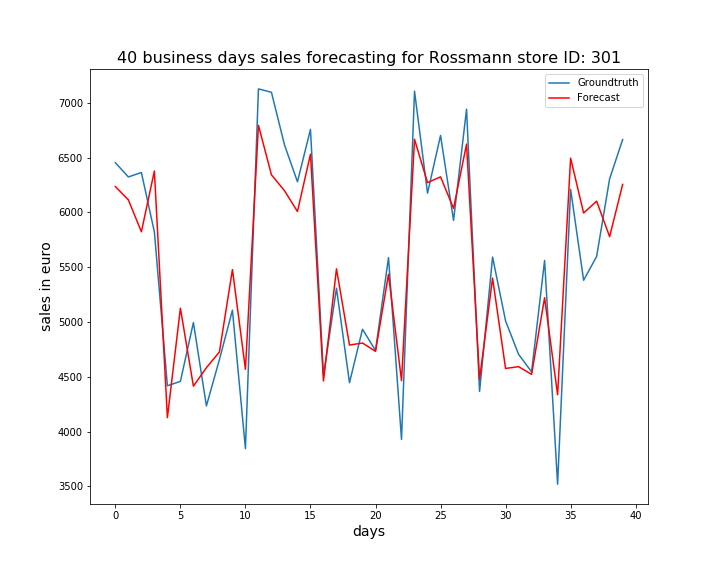 40 business days sales forecasting for Rossmann store ID: 301
Groundtruth
Forecast
7000
6500
6000
5500
5000
4500
4000
3500
sales in euro
0 5 10 15 20 25 30 35 40
days